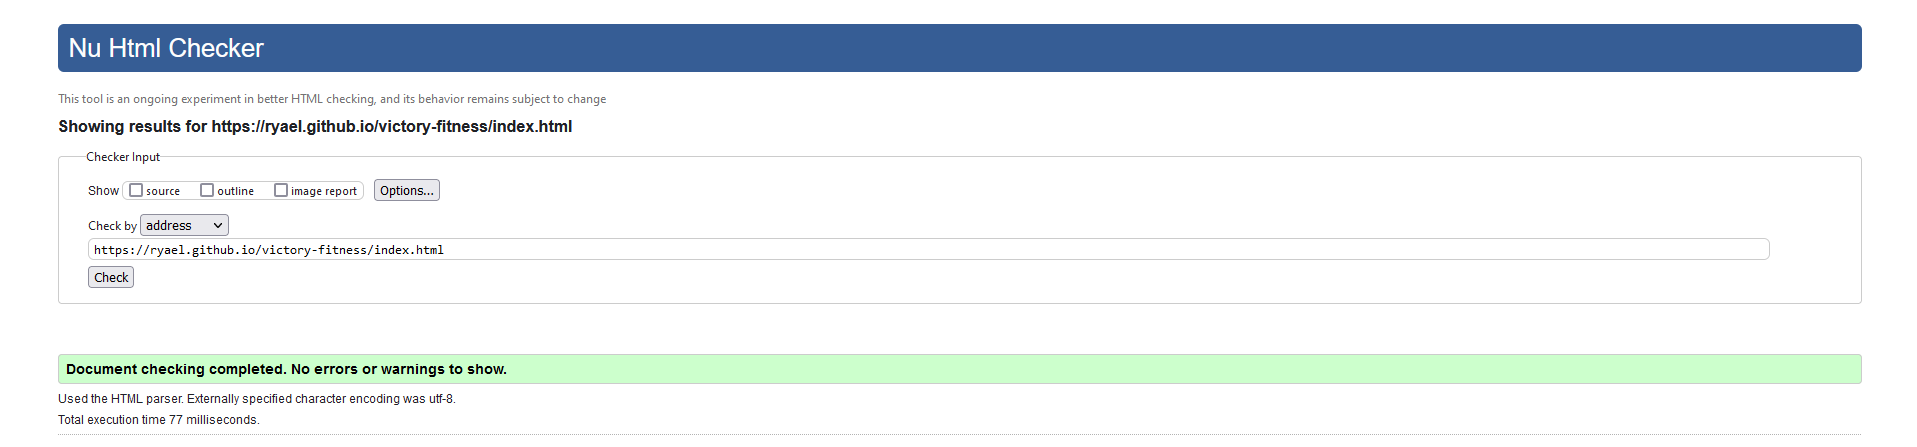 Nu Html Checker
This tool is an ongoing experiment in better HTML checking, and its behavior remains subject to change
Showing results for https://ryael.github.io/victory-fitness/index.html
Checker Input
Show source outline image report Options...
Check by address
https://ryael.github.io/victory-fitness/index.html
Check
Document checking completed. No errors or warnings to show.
Used the HTML parser. Externally specified character encoding was utf-8.
Total execution time 77 milliseconds.